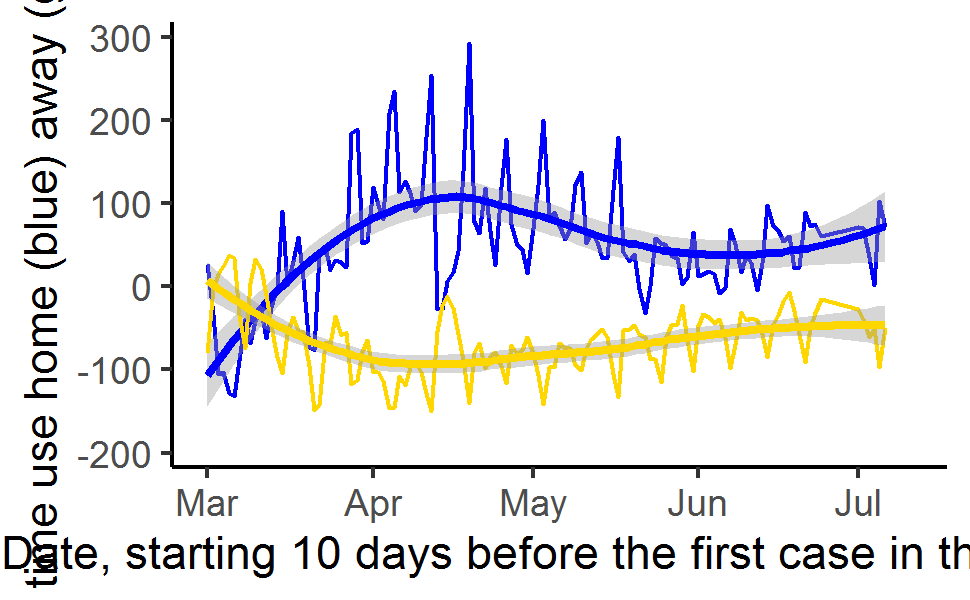 time use home (blue) away (g
300
200
100
0
-100
-200
Mar Apr May Jun Jul
Date, starting 10 days before the first case in th